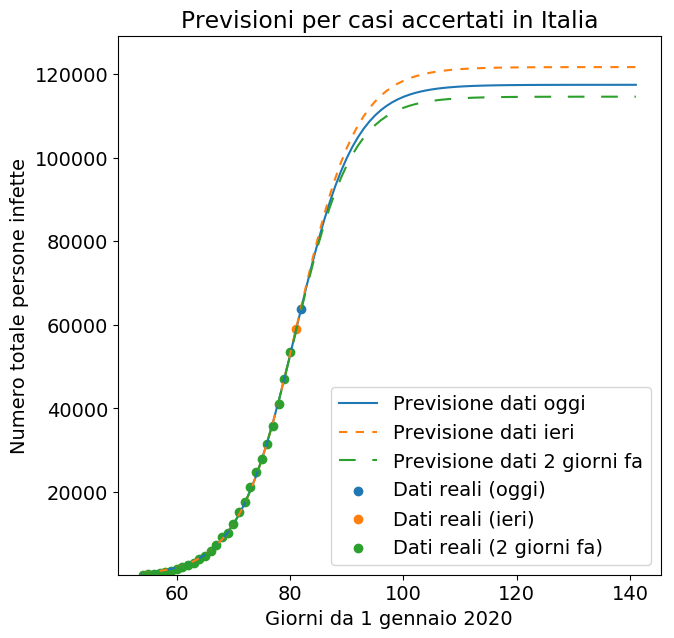 Previsioni per casi accertati in Italia
Numero totale persone infette
120000
100000
80000
60000
40000
20000
Previsione dati oggi
Previsione dati ieri
Previsione dati 2 giorni fa
Dati reali (oggi)
Dati reali (ieri)
Dati reali (2 giorni fa)
60 80 100 120 140
Giorni da 1 gennaio 2020